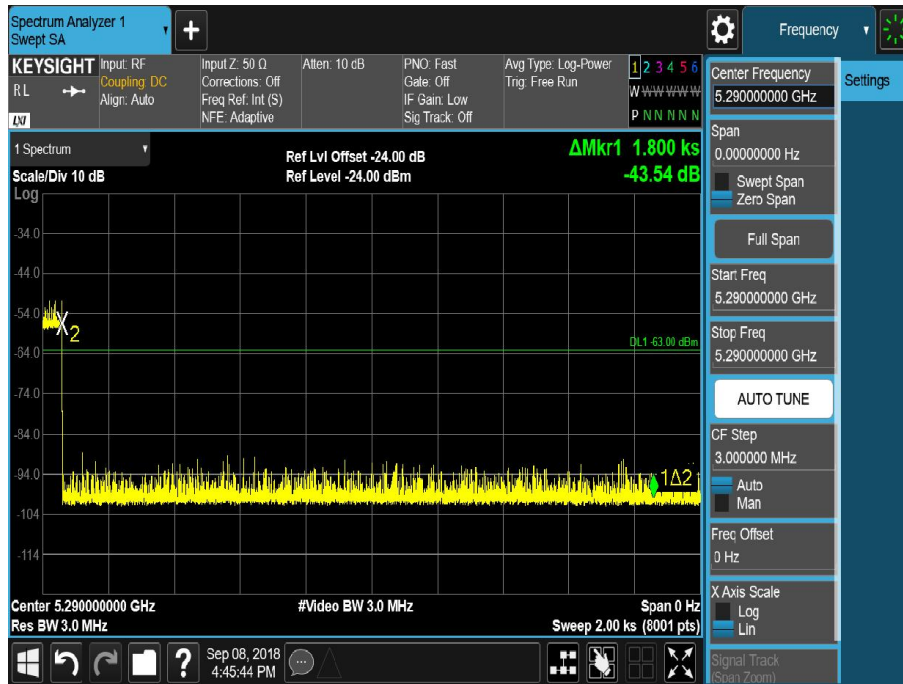 Spectrum Analyzer 1
Swept SA
Frequency
KEYSIGHT
RL
LXI
Input: RF
Coupling: DC
Align: Auto
Input Z: 50 Ω
Corrections: Off
Freq Ref: Int (S)
NFE: Adaptive
Atten: 10 dB
PNO: Fast
Gate: Off
IF Gain: Low
Sig Track: Off
Avg Type: Log-Power
Trig: Free Run
1 2 3 4 5 6
W W W W W W
P N N N N N
1 Spectrum
Scale/Div 10 dB
Ref Lvl Offset -24.00 dB
Ref Level -24.00 dBm
ΔMkr1 1.800 ks
-43.54 dB
Log
-34.0
-44.0
-54.0
-64.0
-74.0
-84.0
-94.0
-104
-114
X2
DL1 -63.00 dBm
1Δ2
Center 5.290000000 GHz
Res BW 3.0 MHz
#Video BW 3.0 MHz
Span 0 Hz
Sweep 2.00 ks (8001 pts)
Center Frequency
5.290000000 GHz
Settings
Span
0.00000000 Hz
Swept Span
Zero Span
Full Span
Start Freq
5.290000000 GHz
Stop Freq
5.290000000 GHz
AUTO TUNE
CF Step
3.000000 MHz
Auto
Man
Freq Offset
0 Hz
X Axis Scale
Log
Lin
Signal Track
(Span Zoom)
?
Sep 08, 2018
4:45:44 PM